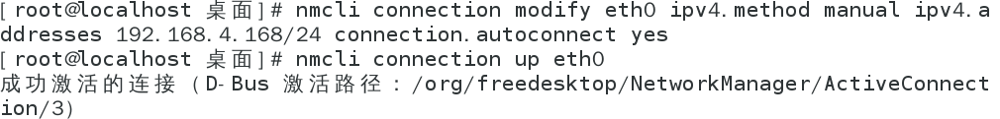 [root@localhost 桌面]# nmcli connection modify eth0 ipv4.method manual ipv4.a
ddresses 192.168.4.168/24 connection.autoconnect yes
[root@localhost 桌面]# nmcli connection up eth0
成功激活的连接（D-Bus 激活路径：/org/freedesktop/NetworkManager/ActiveConnect
ion/3）